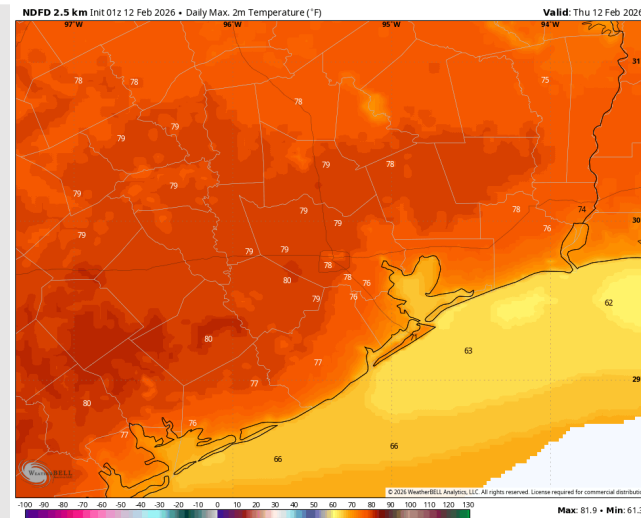 NDFD 2.5 km Init 01z 12 Feb 2026 • Daily Max. 2m Temperature (°F)
Valid: Thu 12 Feb 2026
97°W 96°W 95°W 94°W
31
78 78 75
78
79 79
79 78
79 79
79 78 74
30
79 79 76
79 79
78
80 78 76
79 76
62
80 71
63
77
29
77
80
76
77
66
66
WEATHERBELL
© 2026 WeatherBELL Analytics, LLC. All rights reserved. License required for commercial distributio
-100 -90 -80 -70 -60 -50 -40 -30 -20 -10 0 10 20 30 40 50 60 70 80 90 100 110 120 130
Max: 81.9 • Min: 61.